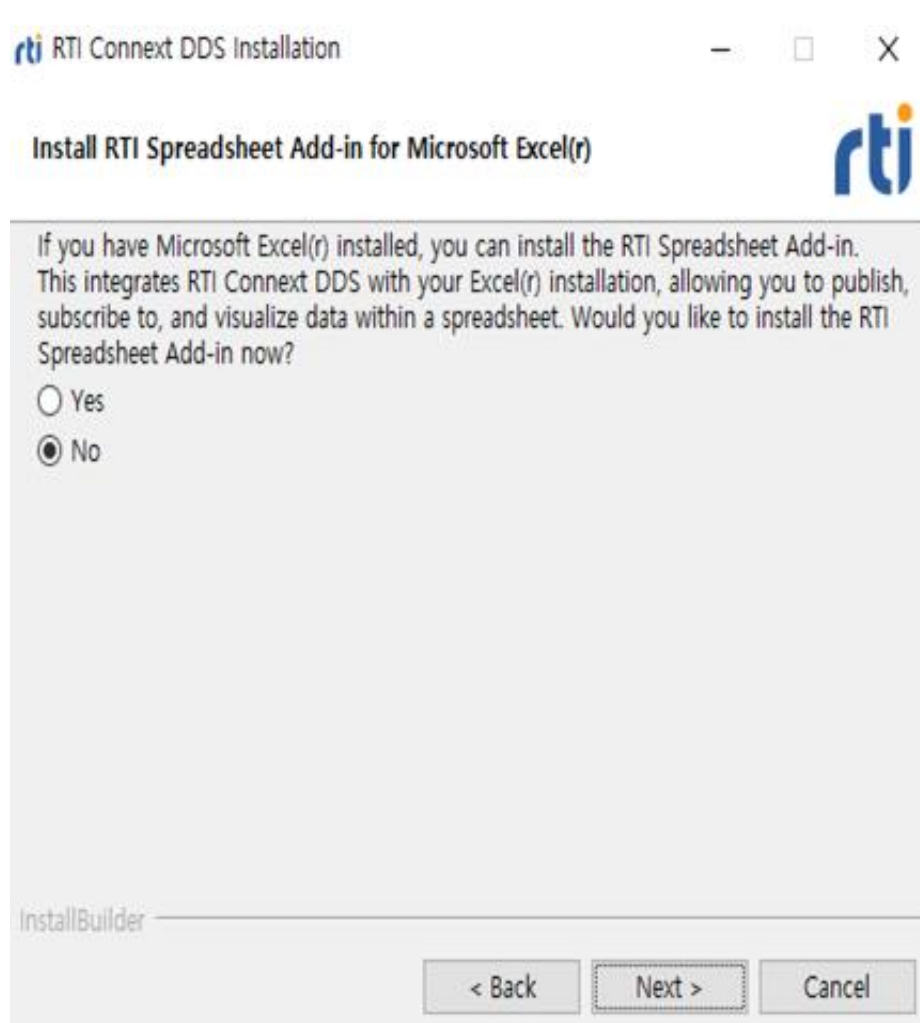 rti RTI Connext DDS Installation
Install RTI Spreadsheet Add-in for Microsoft Excel(r)
rti
If you have Microsoft Excel(r) installed, you can install the RTI Spreadsheet Add-in.
This integrates RTI Connext DDS with your Excel(r) installation, allowing you to publish,
subscribe to, and visualize data within a spreadsheet. Would you like to install the RTI
Spreadsheet Add-in now?
Yes
No
InstallBuilder
< Back Next > Cancel